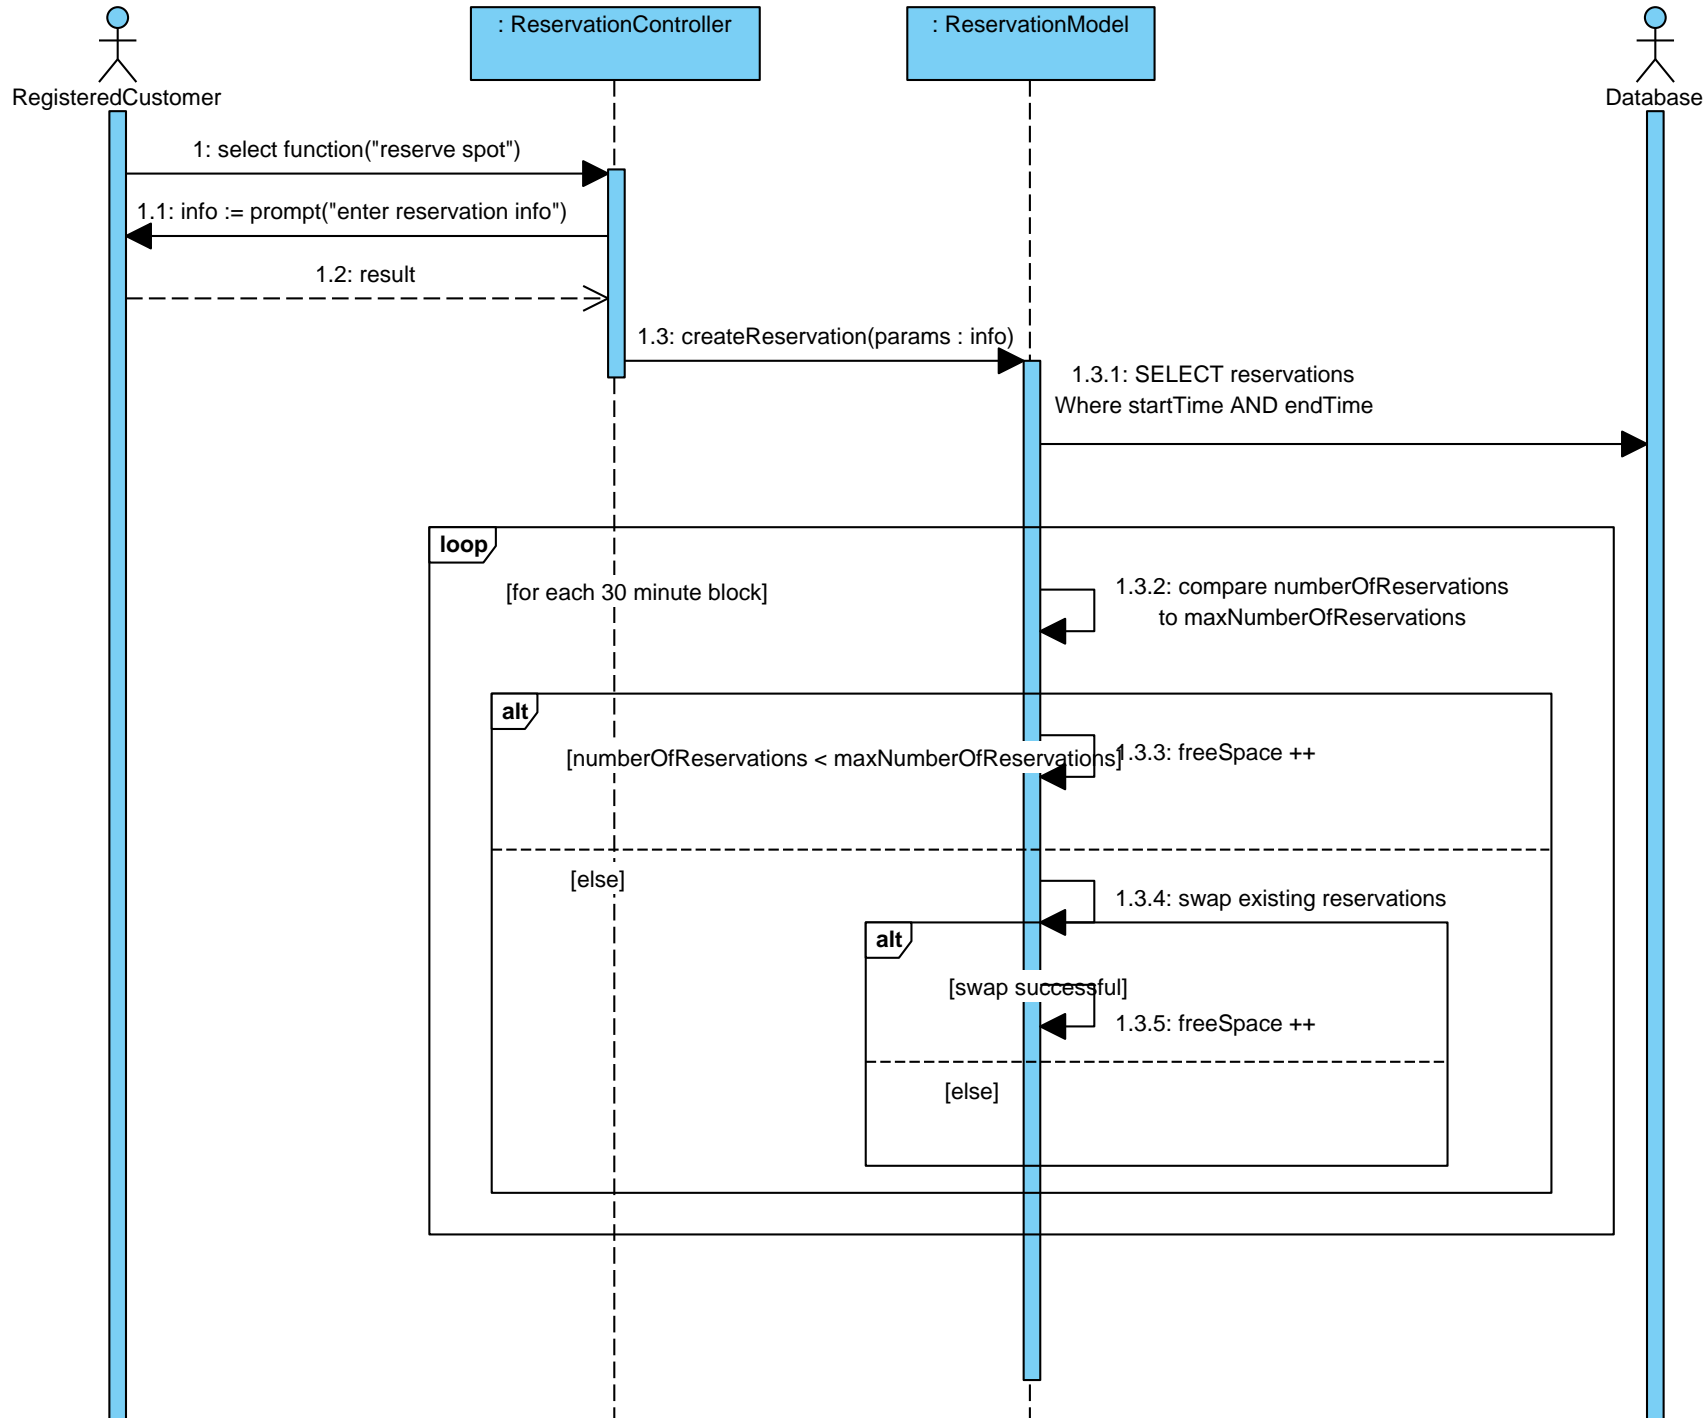 : ReservationController
: ReservationModel
RegisteredCustomer
Database
1: select function("reserve spot")
1.1: info := prompt("enter reservation info")
1.2: result
1.3: createReservation(params : info)
1.3.1: SELECT reservations
Where startTime AND endTime
loop
[for each 30 minute block]
1.3.2: compare numberOfReservations
to maxNumberOfReservations
alt
[numberOfReservations < maxNumberOfReservations]
1.3.3: freeSpace ++
[else]
1.3.4: swap existing reservations
alt
[swap successful]
1.3.5: freeSpace ++
[else]